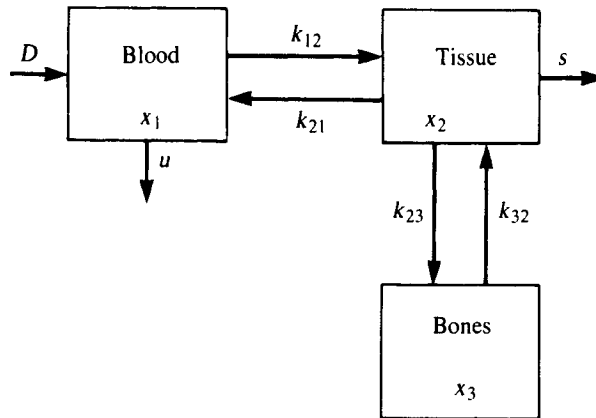 Blood
x₁
D
u
k₁₂
k₂₁
Tissue
x₂
s
k₂₃
k₃₂
Bones
x₃